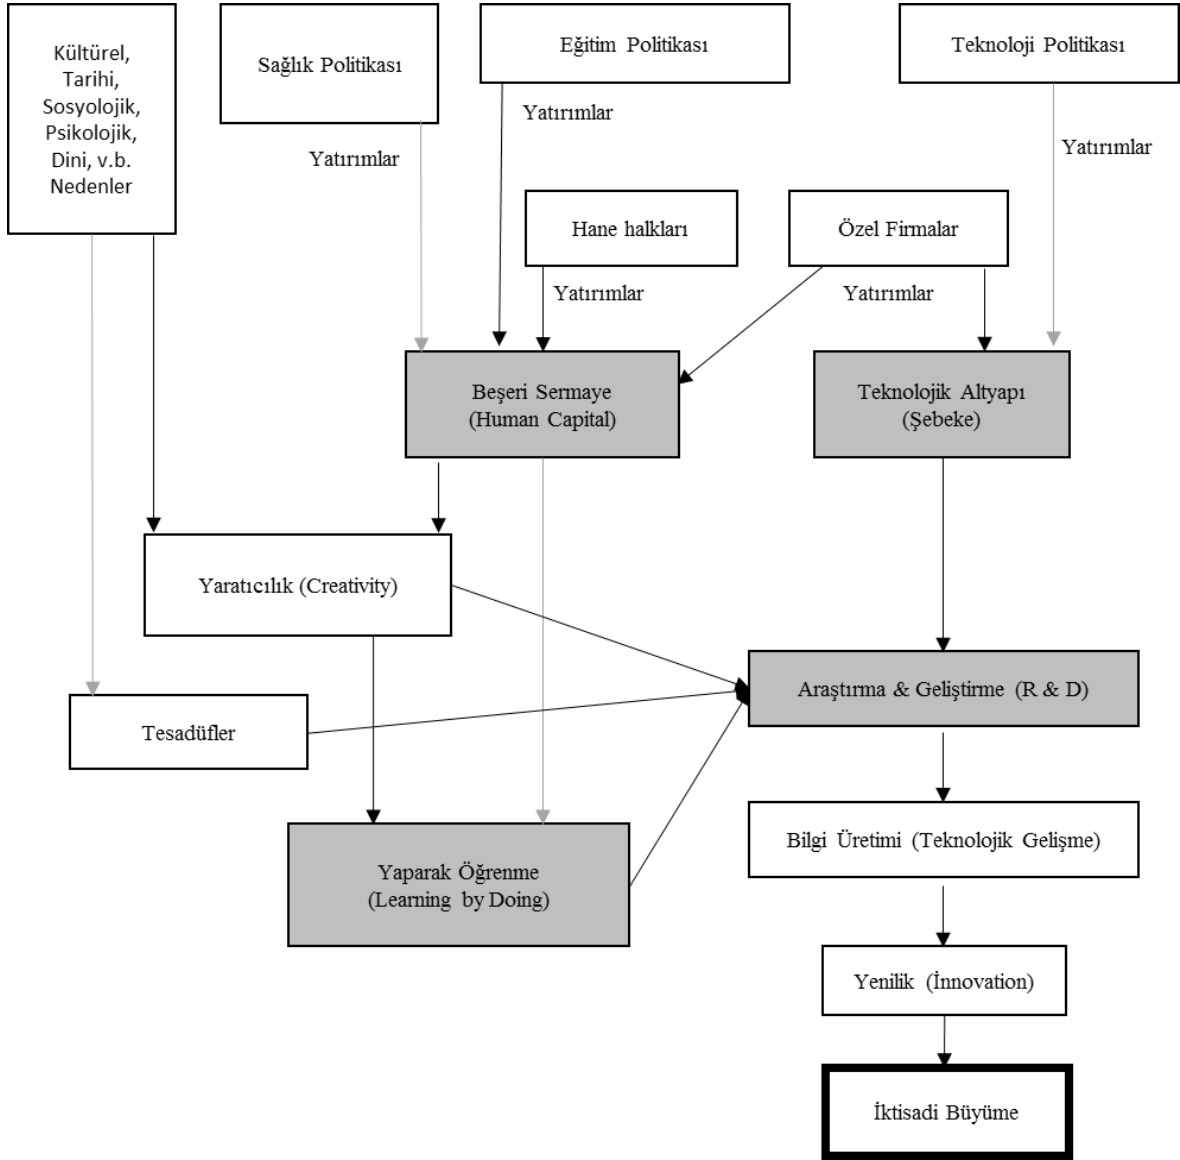 Kültürel,
Tarihi,
Sosyolojik,
Psikolojik,
Dini, v.b.
Nedenler
Sağlık Politikası
Eğitim Politikası
Teknoloji Politikası
Yatırımlar
Yatırımlar
Yatırımlar
Hane halkları
Özel Firmalar
Yatırımlar
Yatırımlar
Beşeri Sermaye
(Human Capital)
Teknolojik Altyapı
(Şebeke)
Yaratıcılık (Creativity)
Araştırma & Geliştirme (R & D)
Tesadüfler
Bilgi Üretimi (Teknolojik Gelişme)
Yaparak Öğrenme
(Learning by Doing)
Yenilik (İnnovation)
İktisadi Büyüme